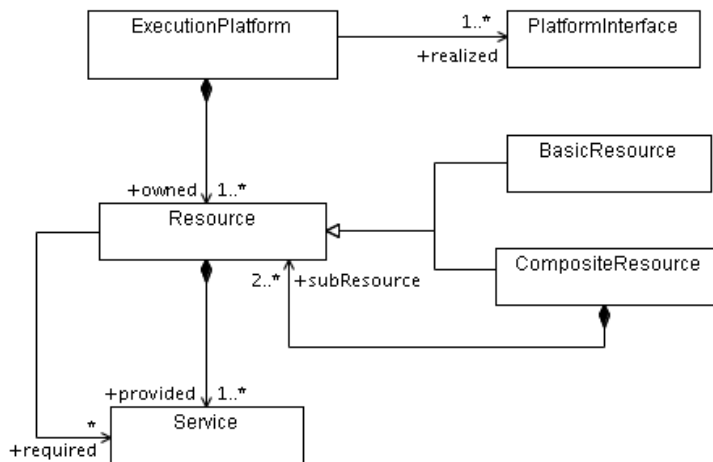 ExecutionPlatform
1..*
+realized
PlatformInterface
+owned
1..*
BasicResource
Resource
CompositeResource
2..*
+subResource
+provided
1..*
*
+required
Service